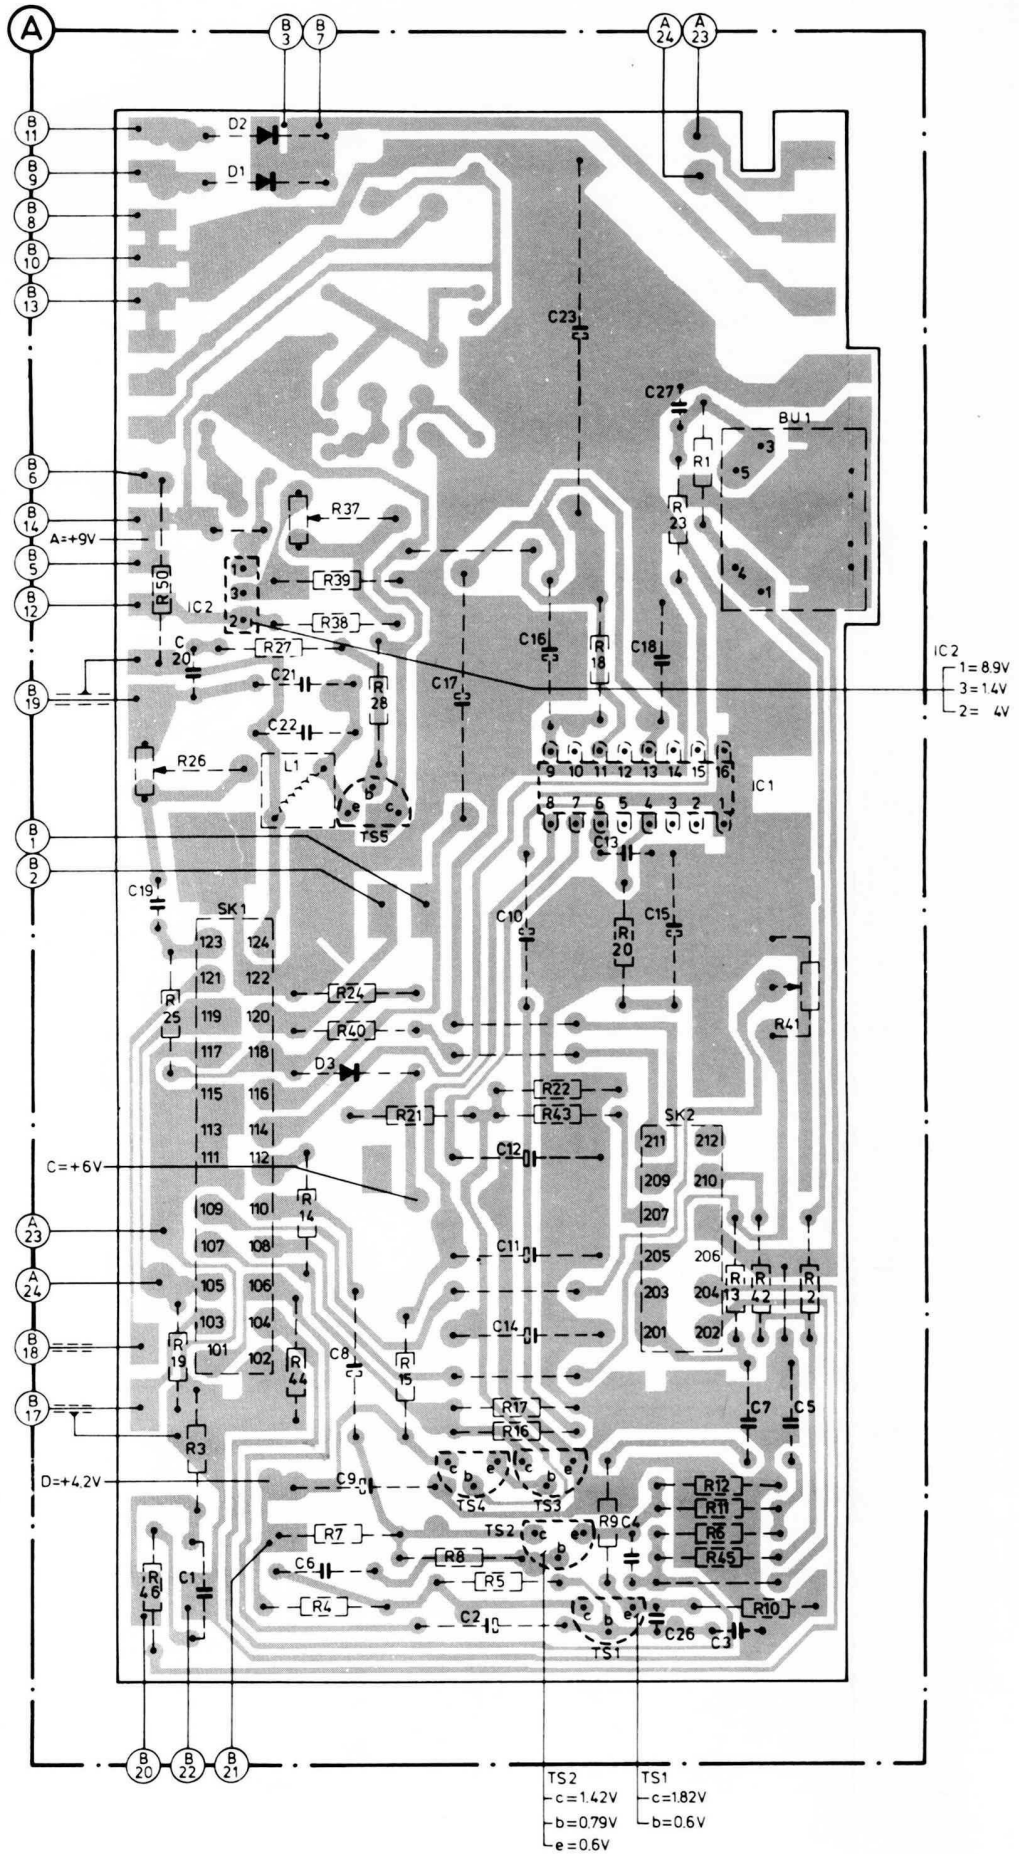 A
B 3
B 7
A 24
A 23
B 11
B 9
B 8
B 10
B 13
B 6
B 14
A=+9V
B 5
B 12
B 19
B 1
B 2
C=+6V
A 23
A 24
B 18
B 17
D=+4.2V
B 20
B 22
B 21
D2
D1
C23
C27
R1
BU1
3
5
4
1
R 23
R37
R50
1
3
2
IC2
R39
R38
C 20
R27
C21
C22
R 28
C17
C16
R 18
C18
IC2
1=8.9V
3=1.4V
2= 4V
R26
L1
b
e c
TS5
9 10 11 12 13 14 15 16
8 7 6 5 4 3 2 1
IC1
C13
C19
C10
R 20
C15
SK1
123 124
121 122
119 120
117 118
115 116
113 114
111 112
109 110
107 108
105 106
103 104
101 102
R 25
R24
R40
D3
R21
R22
R43
R41
C12
SK2
211 212
209 210
207
205 206
203 204
201 202
R 14
C11
R 13
R 42
R 2
C14
R 19
R 44
C8
R 15
R17
R16
C7
C5
R3
C9
c e
b
TS4
c e
b
TS3
R12
R11
R6
R45
R9
C4
TS2
c e
b
R7
R8
C6
R5
R 46
C1
R4
C2
c e
b
TS1
C26
C3
R10
TS2
c=1.42V
b=0.79V
e=0.6V
TS1
c=1.82V
b=0.6V